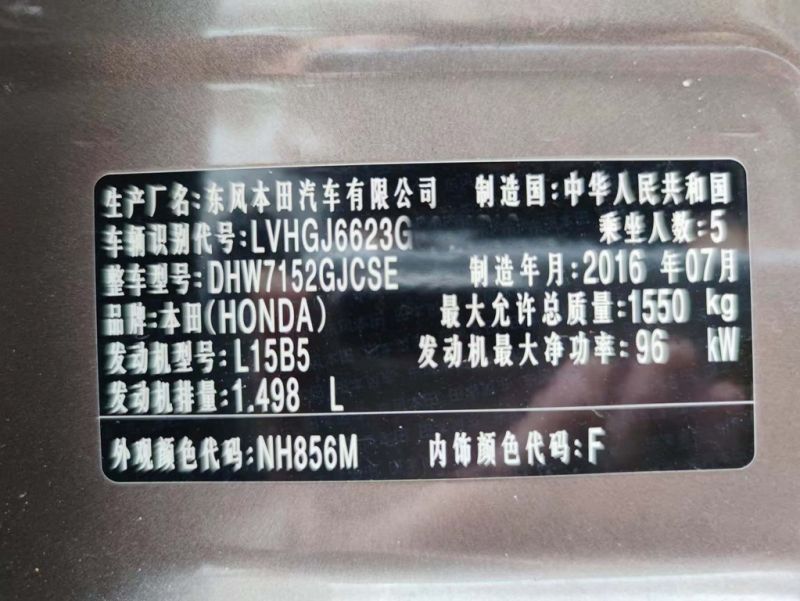 生产厂名:东风本田汽车有限公司 制造国:中华人民共和国
车辆识别代号:LVHGJ6623G 乘坐人数:5
整车型号:DHW7152GJCSE 制造年月:2016 年07月
品牌:本田(HONDA) 最大允许总质量:1550 kg
发动机型号:L15B5 发动机最大净功率:96 kW
发动机排量:1.498 L
外观颜色代码:NH856M 内饰颜色代码:F